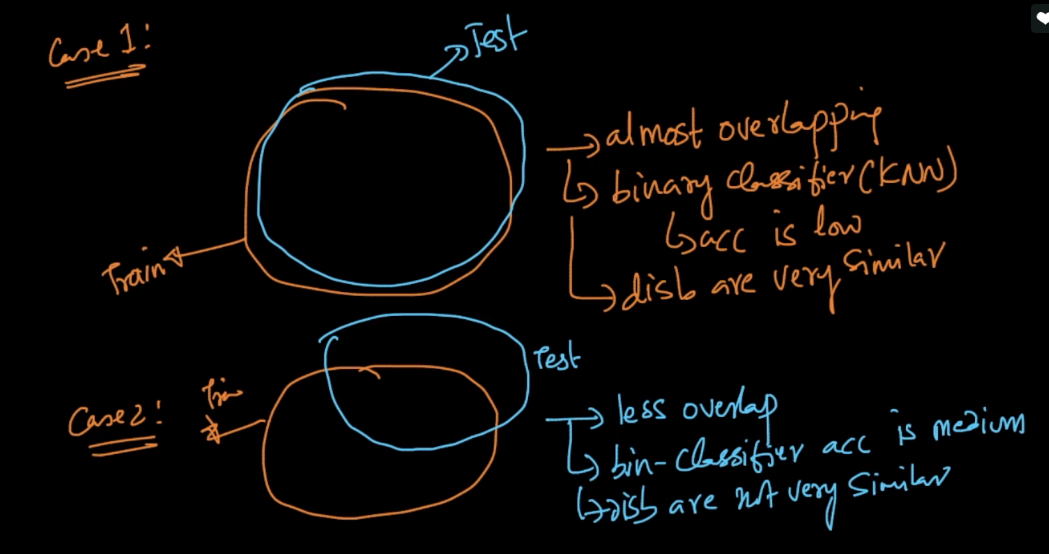 Case 1:
Test
→ almost overlapping
↳ binary classifier (KNN)
↳ acc is low
Train
→ disb are very similar
Test
Case 2:
→ less overlap
↳ bin-classifier acc is medium
↳ disb are not very similar